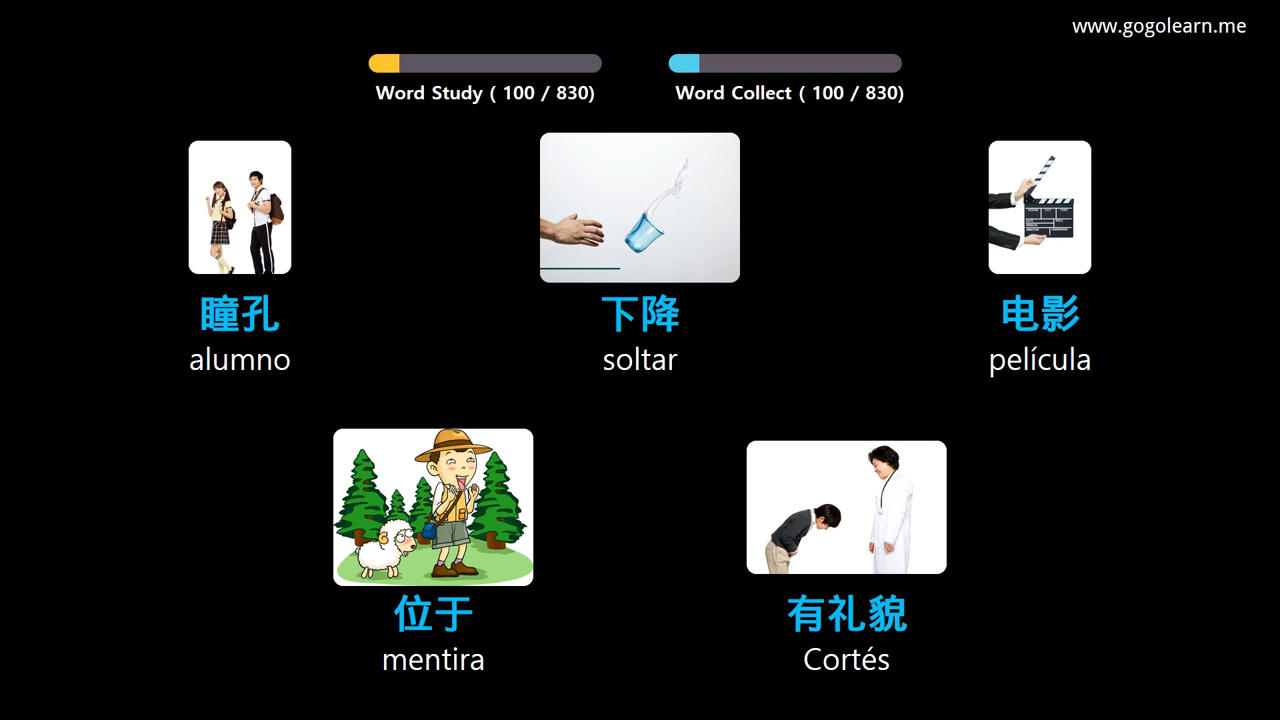 www.gogolearn.me
Word Study ( 100 / 830)
Word Collect ( 100 / 830)
瞳孔
alumno
下降
soltar
电影
película
位于
mentira
有礼貌
Cortés